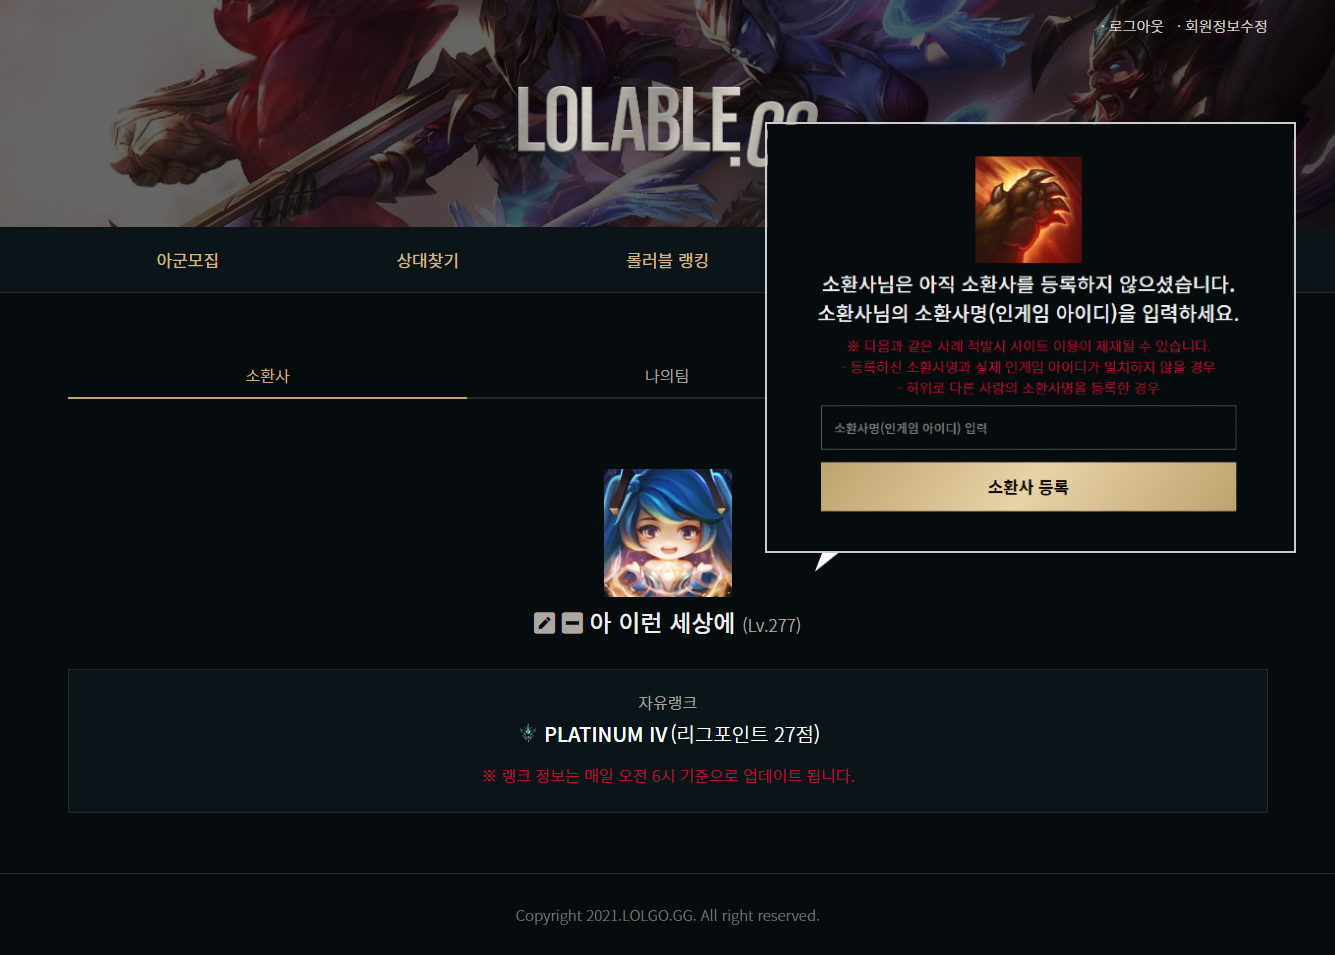 · 로그아웃 · 회원정보수정
LOLABLE.GG
아군모집 상대찾기 롤러블 랭킹
소환사님은 아직 소환사를 등록하지 않으셨습니다.
소환사님의 소환사명(인게임 아이디)을 입력하세요.
※ 다음과 같은 사례 적발시 사이트 이용이 제재될 수 있습니다.
- 등록하신 소환사명과 실제 인게임 아이디가 일치하지 않을 경우
- 허위로 다른 사람의 소환사명을 등록한 경우
소환사명(인게임 아이디) 입력
소환사 등록
소환사 나의팀
아 이런 세상에 (Lv.277)
자유랭크
PLATINUM IV (리그포인트 27점)
※ 랭크 정보는 매일 오전 6시 기준으로 업데이트 됩니다.
Copyright 2021.LOLGO.GG. All right reserved.